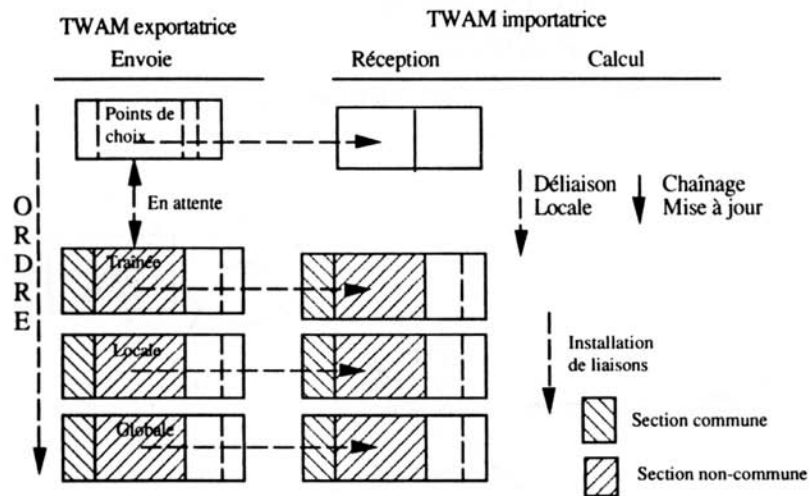 TWAM exportatrice
TWAM importatrice
Envoie
Réception
Calcul
ORDRE
Points de
choix
En attente
Déliaison
Locale
Chaînage
Mise à jour
Traînée
Locale
Globale
Installation
de liaisons
Section commune
Section non-commune